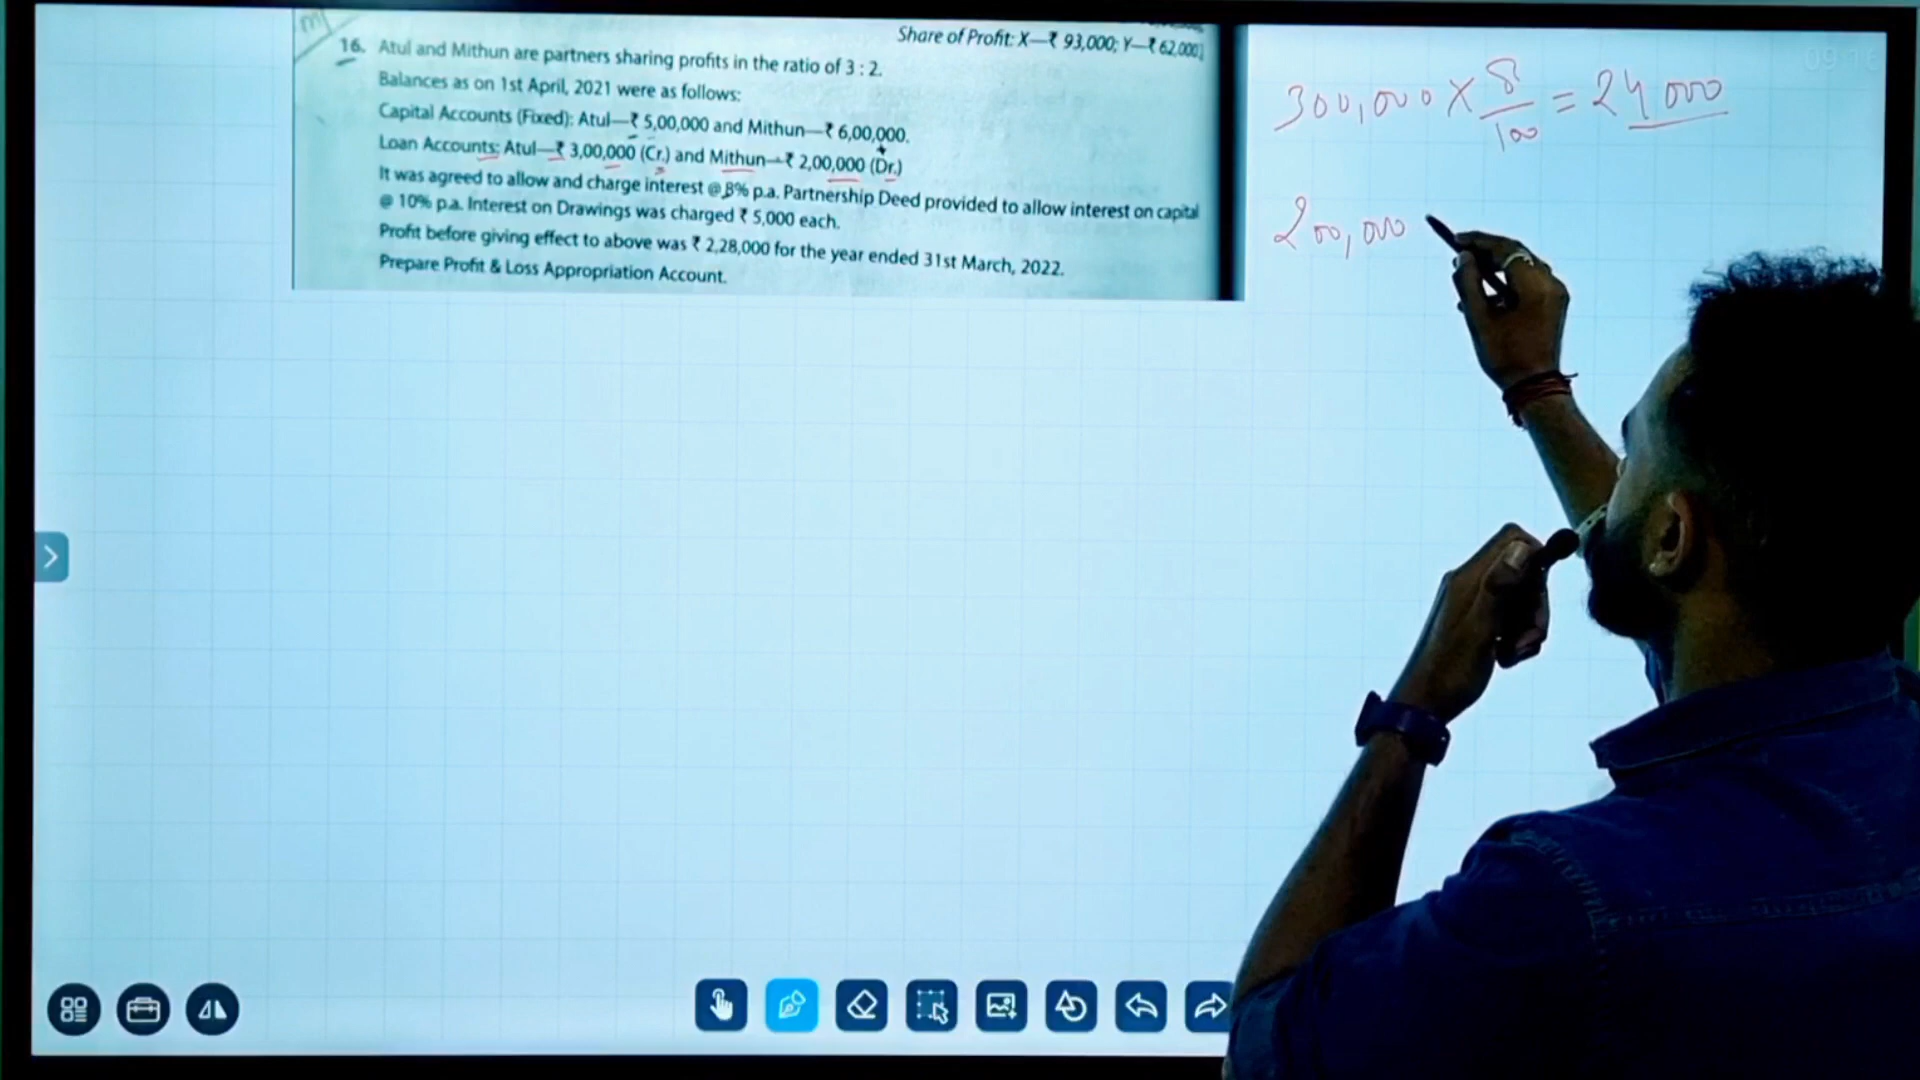 Share of Profit: X—₹ 93,000; Y—₹ 62,000]
16. Atul and Mithun are partners sharing profits in the ratio of 3 : 2.
Balances as on 1st April, 2021 were as follows:
Capital Accounts (Fixed): Atul—₹ 5,00,000 and Mithun—₹ 6,00,000.
Loan Accounts: Atul—₹ 3,00,000 (Cr.) and Mithun—₹ 2,00,000 (Dr.)
It was agreed to allow and charge interest @ 8% p.a. Partnership Deed provided to allow interest on capital
@ 10% p.a. Interest on Drawings was charged ₹ 5,000 each.
Profit before giving effect to above was ₹ 2,28,000 for the year ended 31st March, 2022.
Prepare Profit & Loss Appropriation Account.
300,000 × 8/100 = 24000
200,000